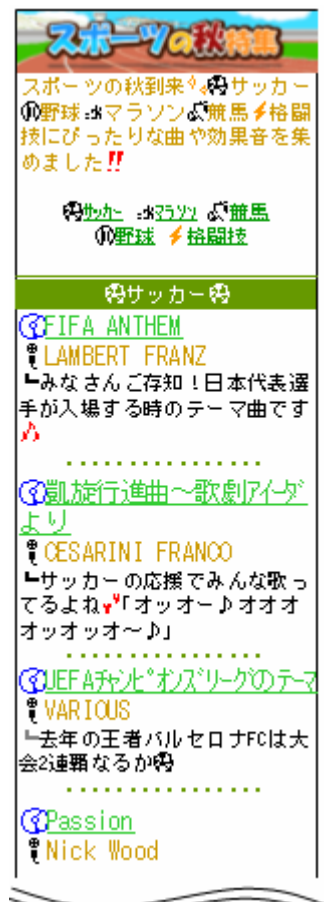 スポーツの秋特集
スポーツの秋到来 サッカー
野球 マラソン 競馬 格闘
技にぴったりな曲や効果音を集
めました!!
サッカー マラソン 競馬
野球 格闘技
サッカー
FIFA ANTHEM
LAMBERT FRANZ
┗みなさんご存知!日本代表選
手が入場する時のテーマ曲です
凱旋行進曲〜歌劇アイーダ
より
CESARINI FRANCO
┗サッカーの応援でみんな歌っ
てるよね「オッオー♪オオオ
オッオッオ〜♪」
UEFAチャンピオンズリーグのテーマ
VARIOUS
┗去年の王者バルセロナFCは大
会2連覇なるか
Passion
Nick Wood